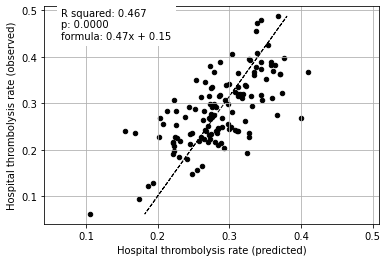 R squared: 0.467
p: 0.0000
formula: 0.47x + 0.15
Hospital thrombolysis rate (observed)
0.5
0.4
0.3
0.2
0.1
0.1 0.2 0.3 0.4 0.5
Hospital thrombolysis rate (predicted)